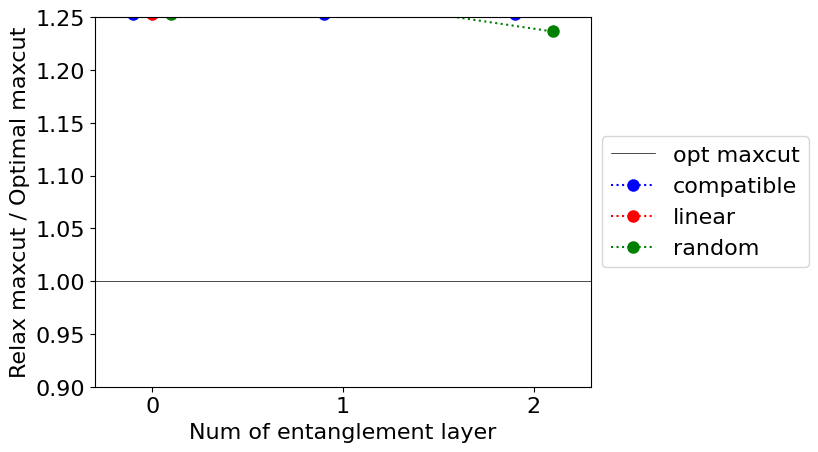 Relax maxcut / Optimal maxcut
1.25
1.20
1.15
1.10
1.05
1.00
0.95
0.90
0 1 2
Num of entanglement layer
opt maxcut
compatible
linear
random